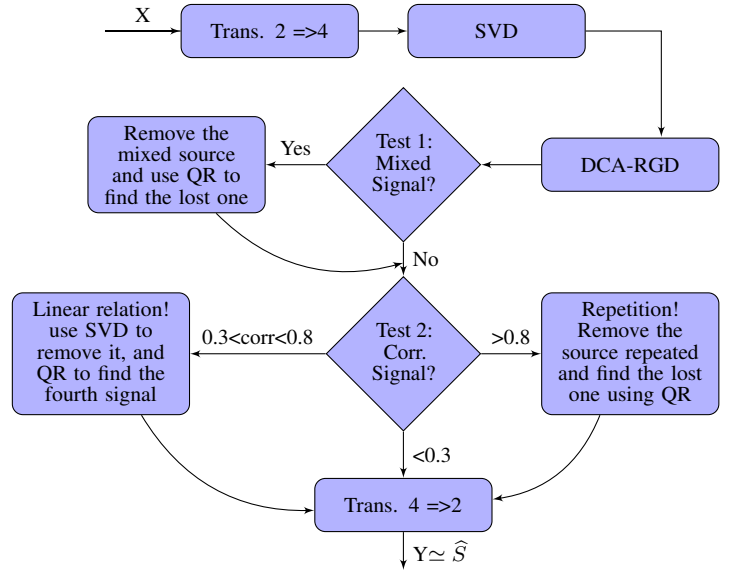 X
Trans. 2 =>4
SVD
DCA-RGD
Test 1:
Mixed
Signal?
Yes
Remove the
mixed source
and use QR to
find the lost one
No
Test 2:
Corr.
Signal?
0.3<corr<0.8
Linear relation!
use SVD to
remove it, and
QR to find the
fourth signal
>0.8
Repetition!
Remove the
source repeated
and find the lost
one using QR
<0.3
Trans. 4 =>2
Y≃ Ŝ